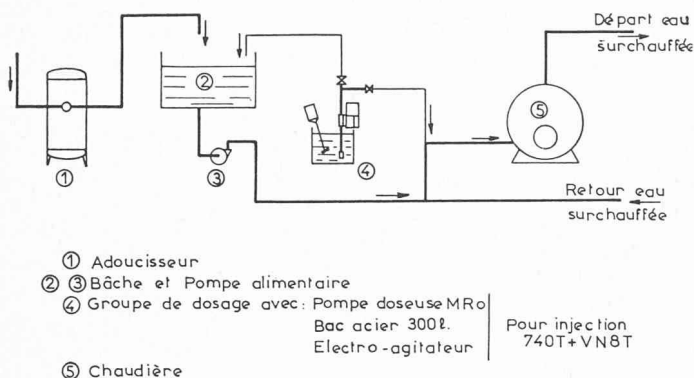 Départ eau
surchauffée
②
⑤
①
③
④
Retour eau
surchauffée
① Adoucisseur
② ③ Bâche et Pompe alimentaire
④ Groupe de dosage avec: Pompe doseuse MRo
Bac acier 300l.
Electro-agitateur
Pour injection
740T+VN8T
⑤ Chaudière